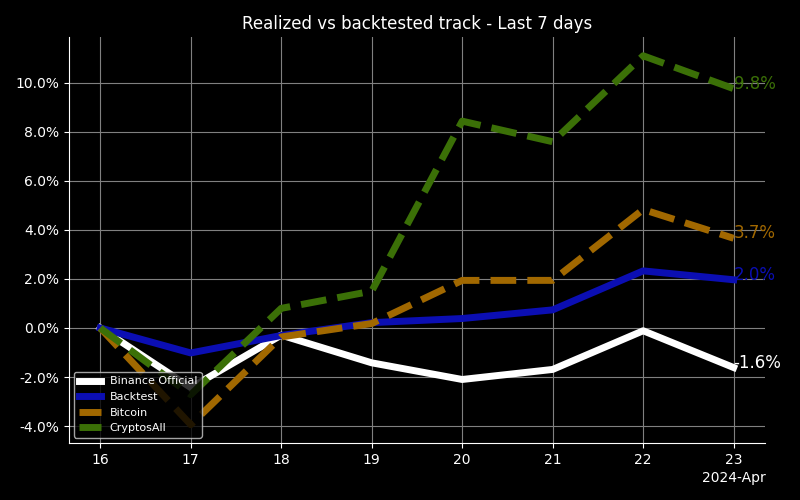 Realized vs backtested track - Last 7 days
10.0%
8.0%
6.0%
4.0%
2.0%
0.0%
-2.0%
-4.0%
9.8%
3.7%
2.0%
-1.6%
Binance Official
Backtest
Bitcoin
CryptosAll
16 17 18 19 20 21 22 23
2024-Apr